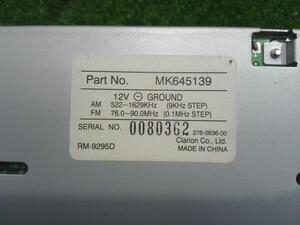 Part No. MK645139
12V ⊖ GROUND
AM 522~1629KHz (9KHz STEP)
FM 76.0~90.0MHz (0.1MHz STEP)
SERIAL NO. 0080362 276-0836-00
Clarion Co., Ltd.
RM-9295D MADE IN CHINA